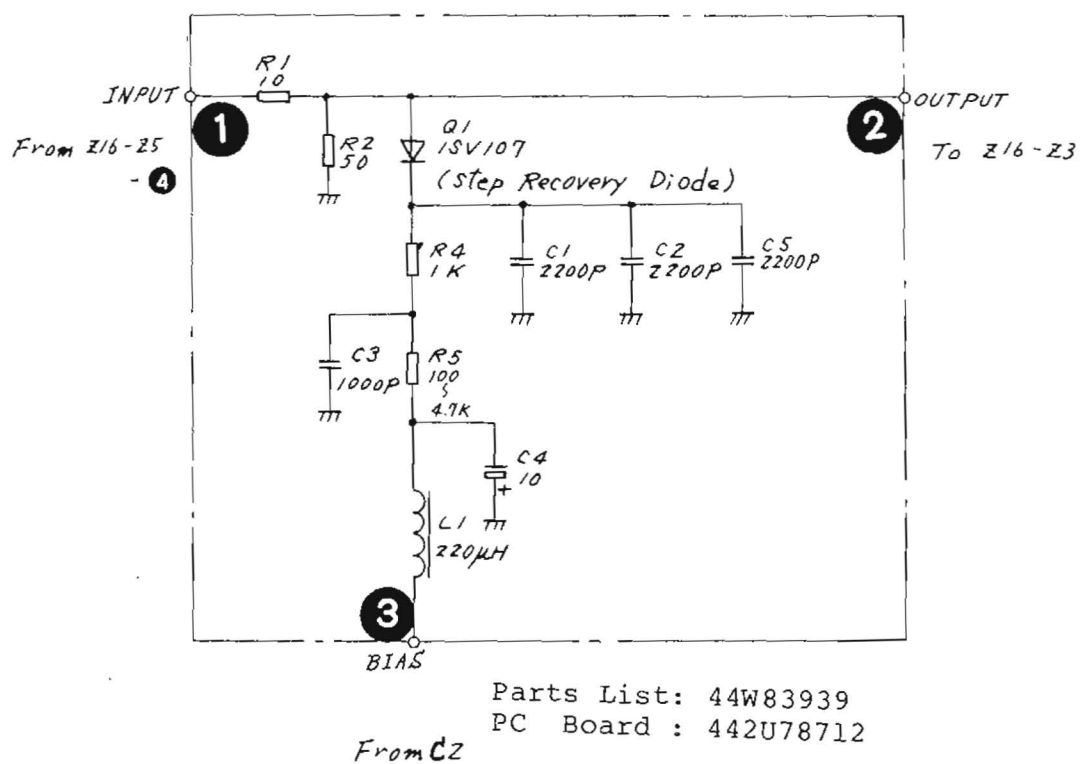 INPUT
1
From Z16-Z5
- 4
R1
10
R2
50
Q1
1SV107
(Step Recovery Diode)
OUTPUT
2
To Z16-Z3
R4
1K
C1
2200P
C2
2200P
C5
2200P
C3
1000P
R5
100
~
4.7K
C4
10
+
L1
220μH
3
BIAS
Parts List: 44W83939
PC Board : 442U78712
From C2